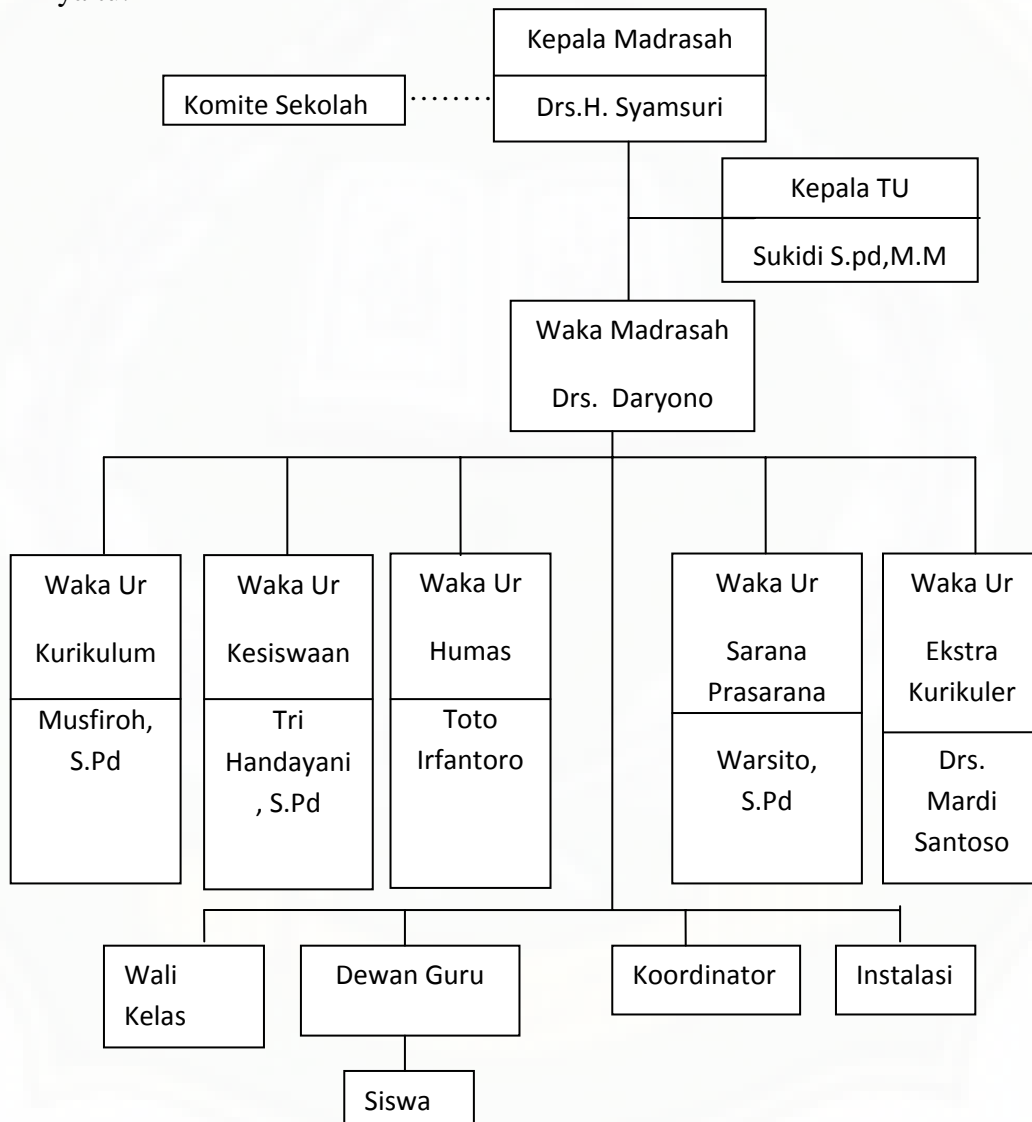 Kepala Madrasah
Komite Sekolah ........
Drs.H. Syamsuri
Kepala TU
Sukidi S.pd,M.M
Waka Madrasah
Drs. Daryono
Waka Ur
Kurikulum
Musfiroh,
S.Pd
Waka Ur
Kesiswaan
Tri
Handayani
, S.Pd
Waka Ur
Humas
Toto
Irfantoro
Waka Ur
Sarana
Prasarana
Warsito,
S.Pd
Waka Ur
Ekstra
Kurikuler
Drs.
Mardi
Santoso
Wali
Kelas
Dewan Guru
Koordinator
Instalasi
Siswa